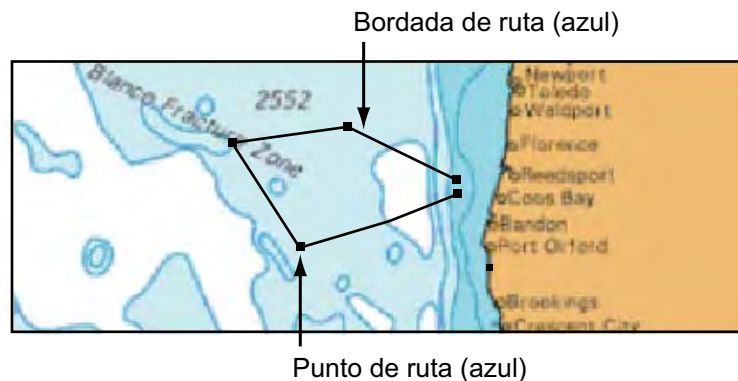 Bordada de ruta (azul)
Blanco Fracture Zone
2552
Newport
Toledo
Waldport
Florence
Reedsport
Coos Bay
Bandon
Port Orford
Brookings
Crescent City
Punto de ruta (azul)